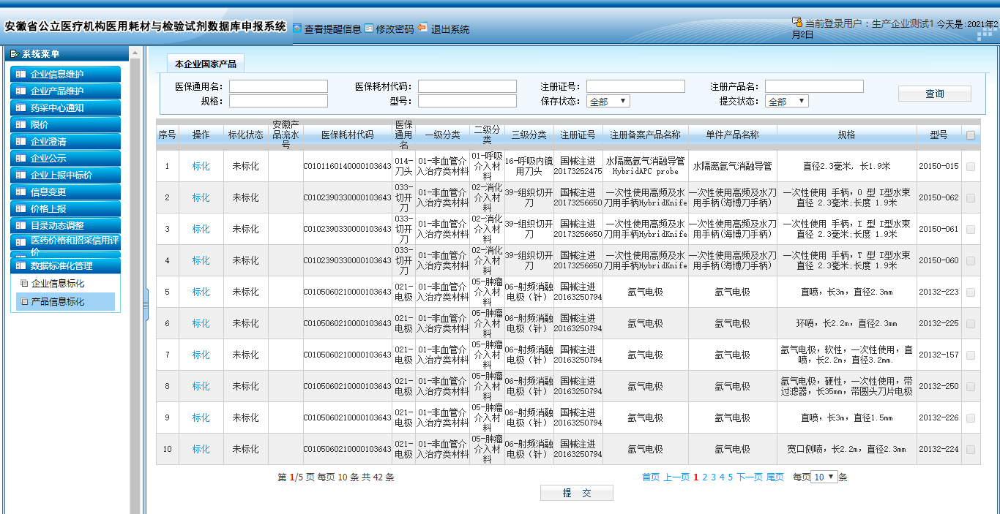 安徽省公立医疗机构医用耗材与检验试剂数据库申报系统 查看提醒信息 修改密码 退出系统
当前登录用户：生产企业测试1 今天是:2021年2
月2日
系统菜单
企业信息维护
企业产品维护
药采中心通知
限价
企业澄清
企业公示
企业上报中标价
信息变更
价格上报
目录动态调整
医药价格和招采信用评
价
数据标准化管理
企业信息标化
产品信息标化
本企业国家产品
医保通用名： 医保耗材代码： 注册证号： 注册产品名：
规格： 型号： 保存状态： 全部 提交状态： 全部
查询
序号 操作 标化状态 安徽产品流水号 医保耗材代码 医保通用名 一级分类 二级分类 三级分类 注册证号 注册备案产品名称 单件产品名称 规格 型号
1 标化 未标化 C0101160140000103643 014-刀头 01-非血管介入治疗类材料 01-呼吸介入材料 16-呼吸内镜用刀头 国械注进20173252475 水隔离氩气消融导管HybridAPC probe 水隔离氩气消融导管 直径2.3毫米, 长1.9米 20150-015
2 标化 未标化 C0102390330000103643 033-切开刀 01-非血管介入治疗类材料 02-消化介入材料 39-组织切开刀 国械注进20173256650 一次性使用高频及水刀用手柄HybridKnife 一次性使用高频及水刀用手柄(海博刀手柄) 一次性使用 手柄,O 型 I型水束 直径 2.3毫米;长度 1.9米 20150-062
3 标化 未标化 C0102390330000103643 033-切开刀 01-非血管介入治疗类材料 02-消化介入材料 39-组织切开刀 国械注进20173256650 一次性使用高频及水刀用手柄HybridKnife 一次性使用高频及水刀用手柄(海博刀手柄) 一次性使用 手柄,I 型 I型水束 直径 2.3毫米;长度 1.9米 20150-061
4 标化 未标化 C0102390330000103643 033-切开刀 01-非血管介入治疗类材料 02-消化介入材料 39-组织切开刀 国械注进20173256650 一次性使用高频及水刀用手柄HybridKnife 一次性使用高频及水刀用手柄(海博刀手柄) 一次性使用 手柄,T 型 I型水束 直径 2.3毫米;长度 1.9米 20150-060
5 标化 未标化 C0105060210000103643 021-电极 01-非血管介入治疗类材料 05-肿瘤介入材料 06-射频消融电极（针） 国械注进20163250794 氩气电极 氩气电极 直喷，长3m，直径2.3mm 20132-223
6 标化 未标化 C0105060210000103643 021-电极 01-非血管介入治疗类材料 05-肿瘤介入材料 06-射频消融电极（针） 国械注进20163250794 氩气电极 氩气电极 环喷，长2.2m，直径2.3mm 20132-225
7 标化 未标化 C0105060210000103643 021-电极 01-非血管介入治疗类材料 05-肿瘤介入材料 06-射频消融电极（针） 国械注进20163250794 氩气电极 氩气电极 氩气电极，软性，一次性使用，直喷，长2.2m，直径3.2mm. 20132-157
8 标化 未标化 C0105060210000103643 021-电极 01-非血管介入治疗类材料 05-肿瘤介入材料 06-射频消融电极（针） 国械注进20163250794 氩气电极 氩气电极 氩气电极，硬性，一次性使用，带过滤器，长35mm，带圆头刀片电极 20132-250
9 标化 未标化 C0105060210000103643 021-电极 01-非血管介入治疗类材料 05-肿瘤介入材料 06-射频消融电极（针） 国械注进20163250794 氩气电极 氩气电极 直喷，长3m，直径1.5mm 20132-226
10 标化 未标化 C0105060210000103643 021-电极 01-非血管介入治疗类材料 05-肿瘤介入材料 06-射频消融电极（针） 国械注进20163250794 氩气电极 氩气电极 宽口侧喷，长2.2m，直径2.3mm 20132-224
第 1/5 页 每页 10 条 共 42 条 首页 上一页 1 2 3 4 5 下一页 尾页 每页 10 条
提 交